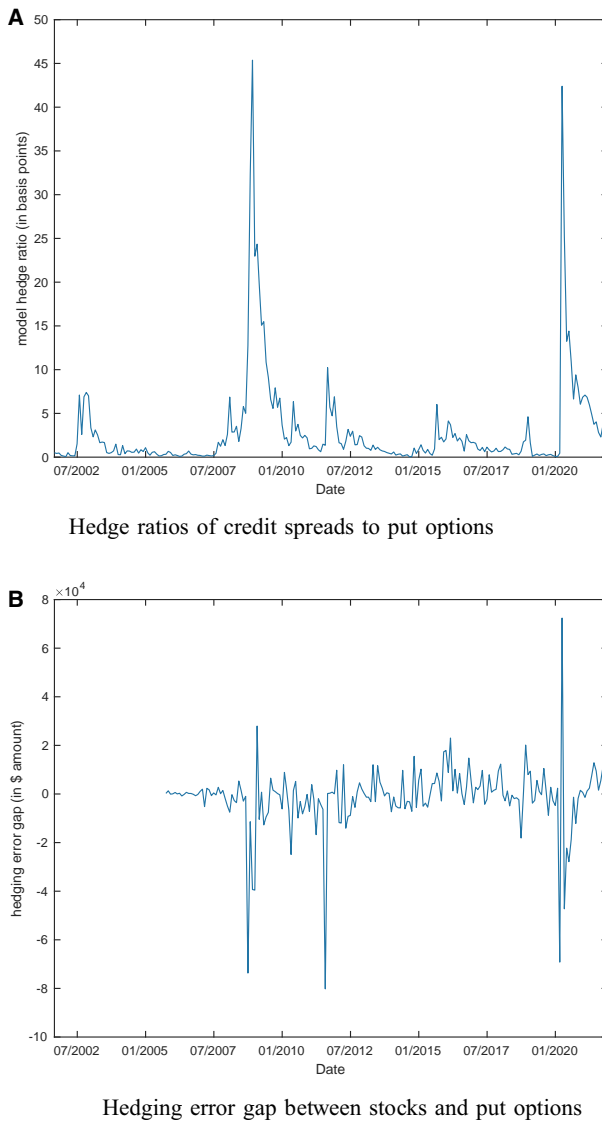 A
50
45
40
35
30
25
20
15
10
5
0
model hedge ratio (in basis points)
07/2002 01/2005 07/2007 01/2010 07/2012 01/2015 07/2017 01/2020
Date
Hedge ratios of credit spreads to put options
B
×10⁴
8
6
4
2
0
-2
-4
-6
-8
-10
hedging error gap (in $ amount)
07/2002 01/2005 07/2007 01/2010 07/2012 01/2015 07/2017 01/2020
Date
Hedging error gap between stocks and put options